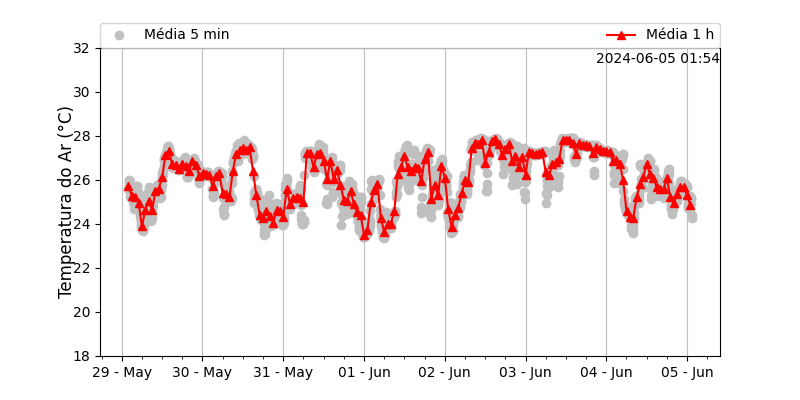 Média 5 min
Média 1 h
2024-06-05 01:54
Temperatura do Ar (°C)
32
30
28
26
24
22
20
18
29 - May
30 - May
31 - May
01 - Jun
02 - Jun
03 - Jun
04 - Jun
05 - Jun